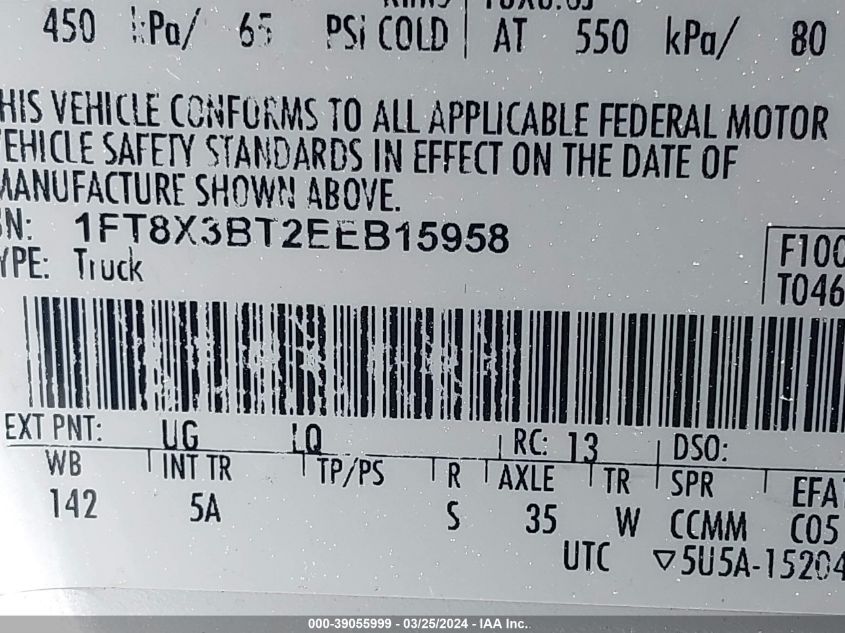 450 kPa/ 65 PSi COLD AT 550 kPa/ 80
HIS VEHICLE CONFORMS TO ALL APPLICABLE FEDERAL MOTOR
EHICLE SAFETY STANDARDS IN EFFECT ON THE DATE OF
MANUFACTURE SHOWN ABOVE.
N: 1FT8X3BT2EEB15958
YPE: Truck
F100
T046
EXT PNT: UG LQ RC: 13 DSO:
WB INT TR TP/PS R AXLE TR SPR EFA
142 5A S 35 W CCMM C05
UTC ▽5U5A-15204
000-39055999 - 03/25/2024 - IAA Inc.